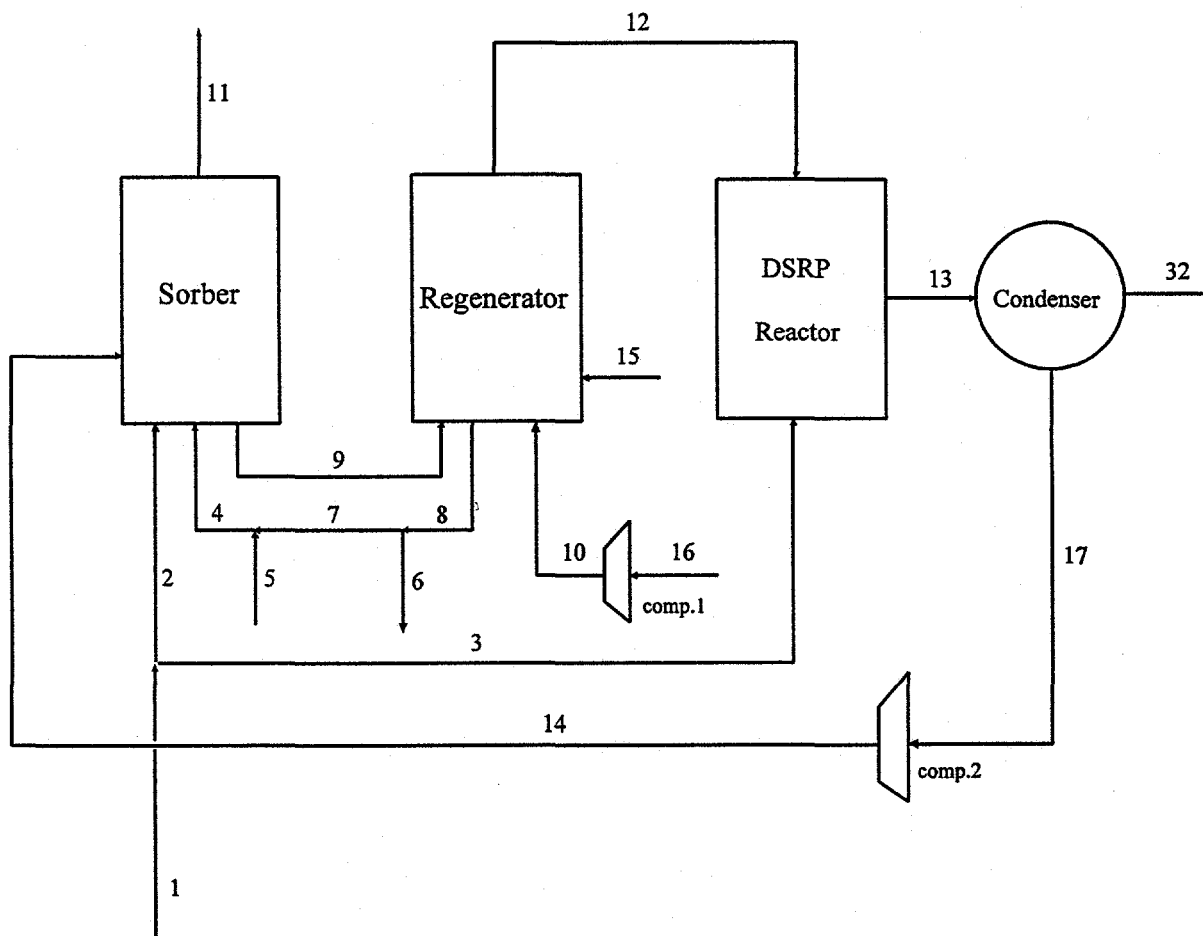 12
11
Sorber
Regenerator
DSRP
Reactor
13
Condenser
32
15
9
4
7
8
2
5
6
10
16
comp.1
17
3
14
comp.2
1